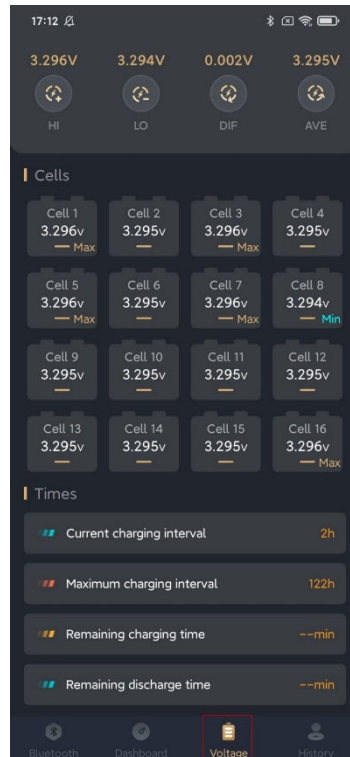 17:12
3.296V 3.294V 0.002V 3.295V
HI LO DIF AVE
Cells
Cell 1 Cell 2 Cell 3 Cell 4
3.296v 3.295v 3.296v 3.295v
Max Max
Cell 5 Cell 6 Cell 7 Cell 8
3.296v 3.295v 3.296v 3.294v
Max Max Min
Cell 9 Cell 10 Cell 11 Cell 12
3.295v 3.295v 3.295v 3.295v
Cell 13 Cell 14 Cell 15 Cell 16
3.295v 3.295v 3.295v 3.296v
Max
Times
Current charging interval 2h
Maximum charging interval 122h
Remaining charging time --min
Remaining discharge time --min
Bluetooth Dashboard Voltage History